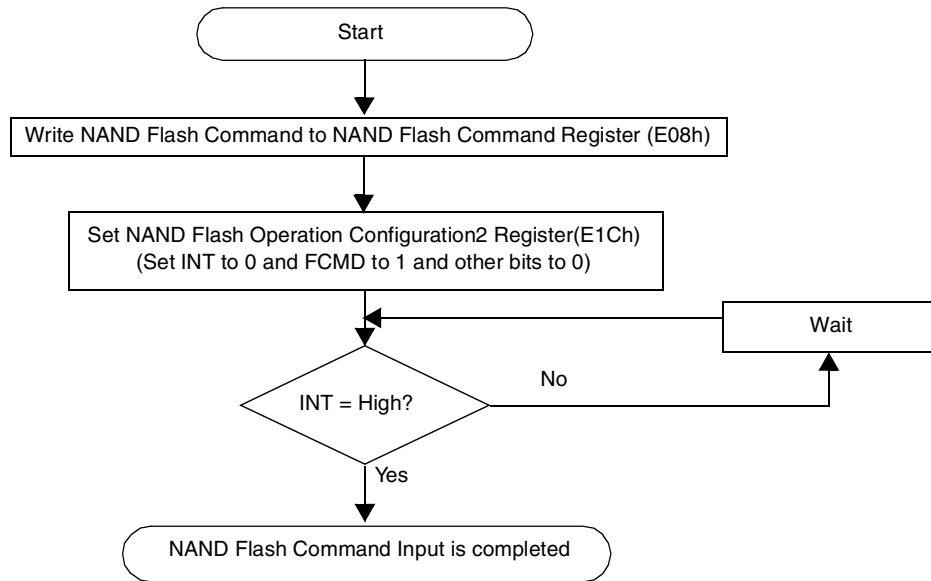 Start
Write NAND Flash Command to NAND Flash Command Register (E08h)
Set NAND Flash Operation Configuration2 Register(E1Ch)
(Set INT to 0 and FCMD to 1 and other bits to 0)
Wait
No
INT = High?
Yes
NAND Flash Command Input is completed